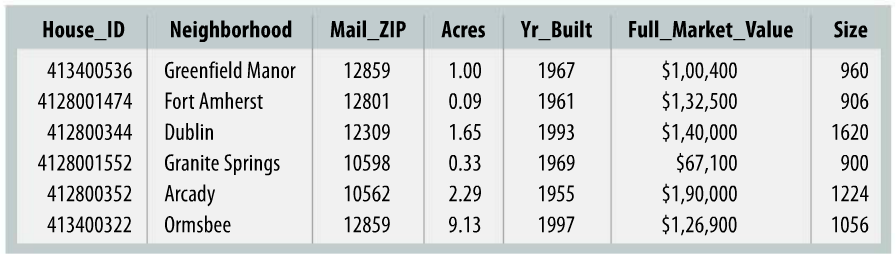 House_ID Neighborhood Mail_ZIP Acres Yr_Built Full_Market_Value Size
413400536 Greenfield Manor 12859 1.00 1967 $1,00,400 960
4128001474 Fort Amherst 12801 0.09 1961 $1,32,500 906
412800344 Dublin 12309 1.65 1993 $1,40,000 1620
4128001552 Granite Springs 10598 0.33 1969 $67,100 900
412800352 Arcady 10562 2.29 1955 $1,90,000 1224
413400322 Ormsbee 12859 9.13 1997 $1,26,900 1056